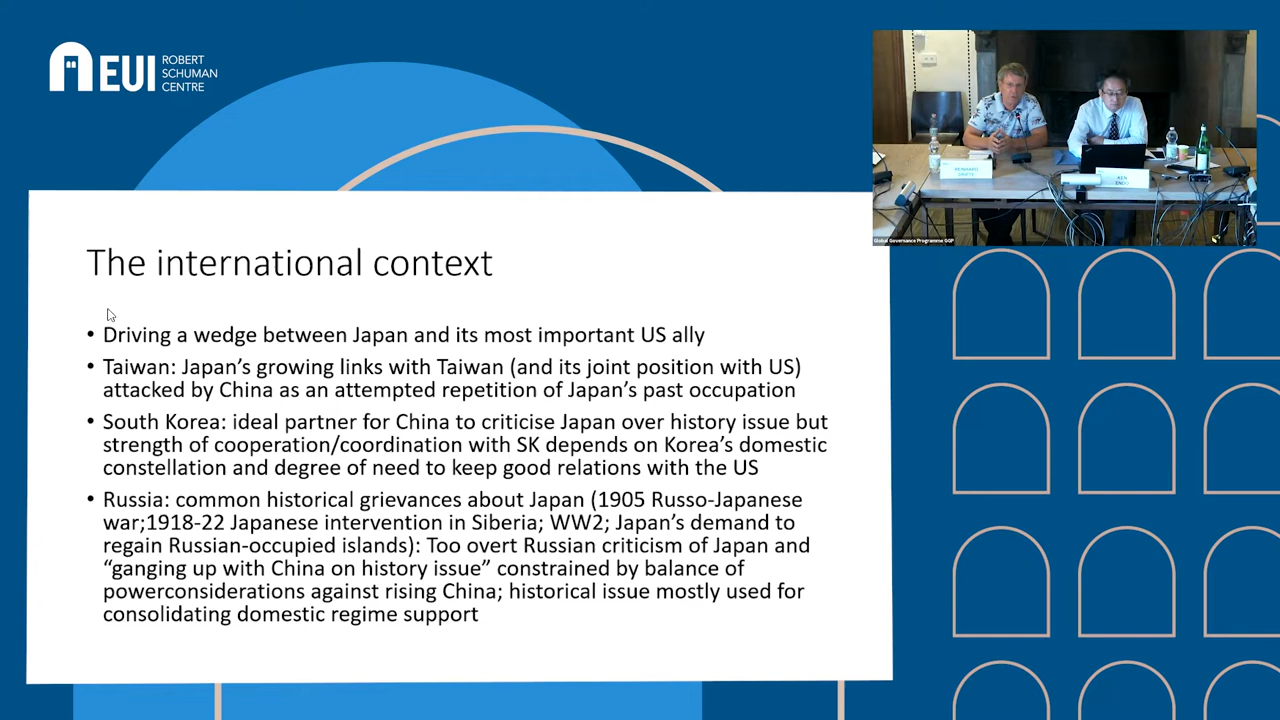 EUI
ROBERT
SCHUMAN
CENTRE
The international context
• Driving a wedge between Japan and its most important US ally
• Taiwan: Japan’s growing links with Taiwan (and its joint position with US)
attacked by China as an attempted repetition of Japan’s past occupation
• South Korea: ideal partner for China to criticise Japan over history issue but
strength of cooperation/coordination with SK depends on Korea’s domestic
constellation and degree of need to keep good relations with the US
• Russia: common historical grievances about Japan (1905 Russo-Japanese
war;1918-22 Japanese intervention in Siberia; WW2; Japan’s demand to
regain Russian-occupied islands): Too overt Russian criticism of Japan and
“ganging up with China on history issue” constrained by balance of
powerconsiderations against rising China; historical issue mostly used for
consolidating domestic regime support
KEN
ENDO
Global Governance Programme GGP